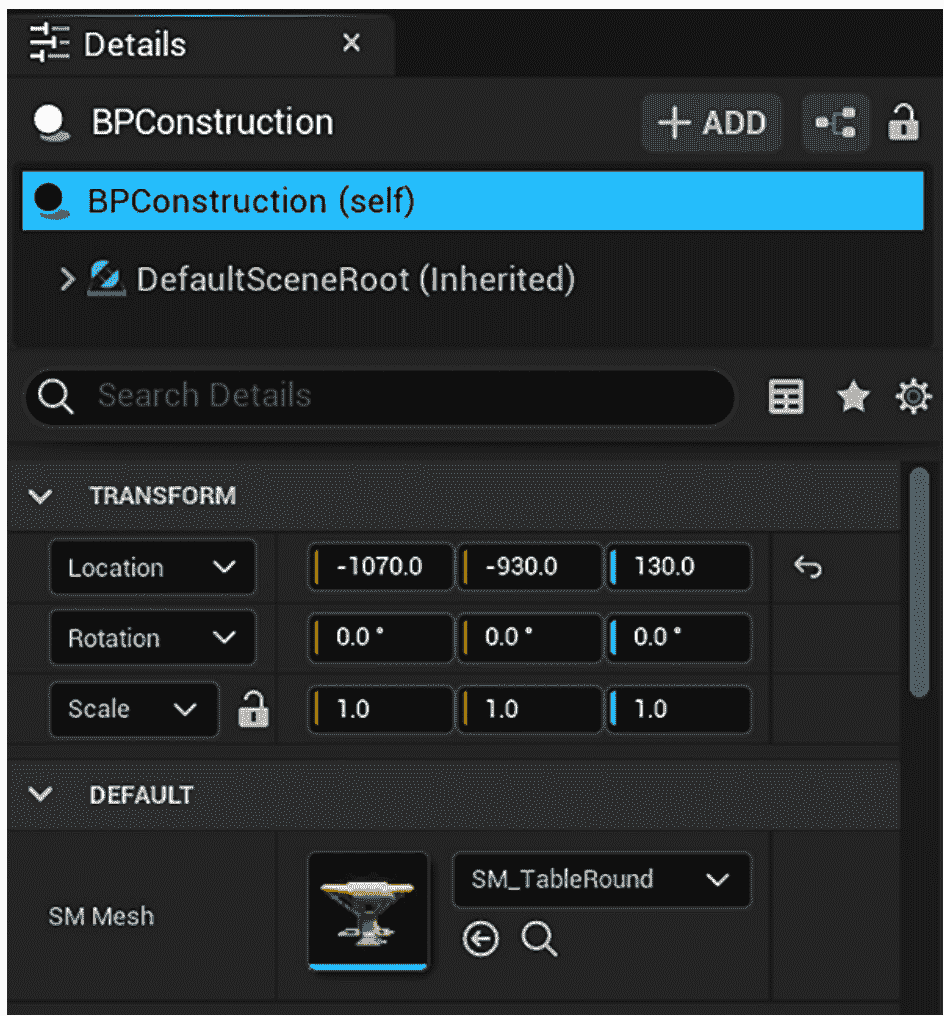 Details
BPConstruction
+ ADD
BPConstruction (self)
DefaultSceneRoot (Inherited)
Search Details
TRANSFORM
Location -1070.0 -930.0 130.0
Rotation 0.0 ° 0.0 ° 0.0 °
Scale 1.0 1.0 1.0
DEFAULT
SM_TableRound
SM Mesh